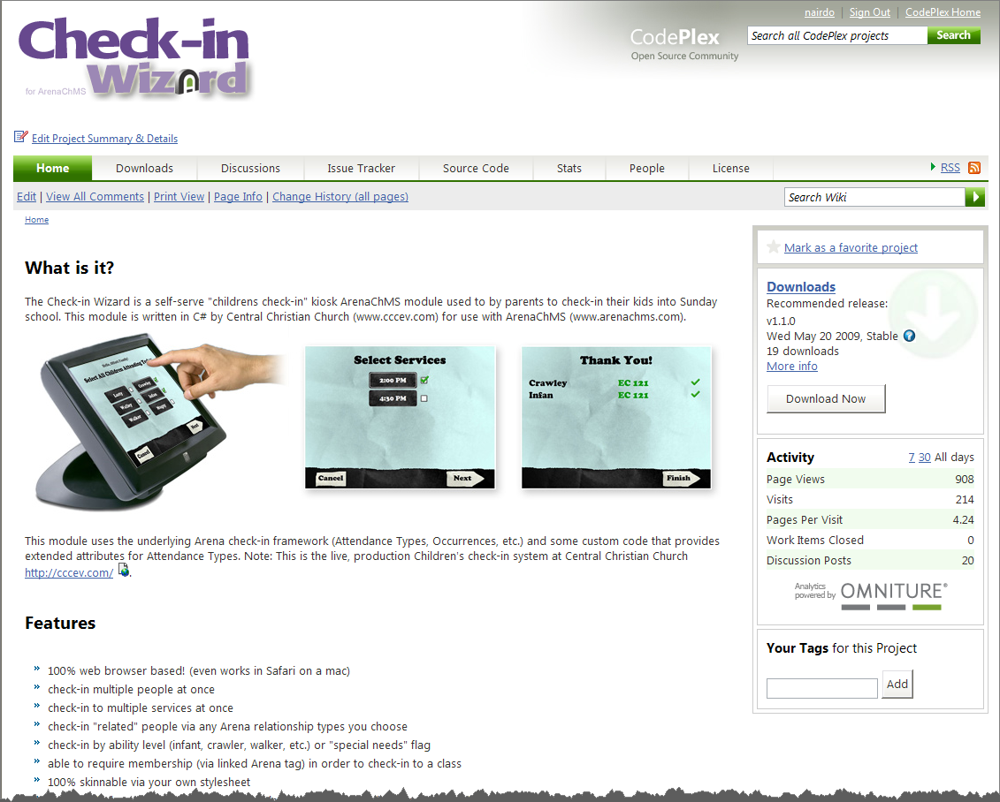 nairdo | Sign Out | CodePlex Home
Check-in
Wizard
for ArenaChMS
CodePlex
Open Source Community
Search all CodePlex projects
Search
Edit Project Summary & Details
Home
Downloads
Discussions
Issue Tracker
Source Code
Stats
People
License
RSS
Edit | View All Comments | Print View | Page Info | Change History (all pages)
Search Wiki
Home
What is it?
The Check-in Wizard is a self-serve "childrens check-in" kiosk ArenaChMS module used to by parents to check-in their kids into Sunday
school. This module is written in C# by Central Christian Church (www.cccev.com) for use with ArenaChMS (www.arenachms.com).
Select All Children Attending
Lusty
Crawley
Walley
Infan
Walker
Cancel
Next
Select Services
2:00 PM
4:30 PM
Cancel
Next
Thank You!
Crawley EC 121
Infan EC 121
Finish
This module uses the underlying Arena check-in framework (Attendance Types, Occurrences, etc.) and some custom code that provides
extended attributes for Attendance Types. Note: This is the live, production Children's check-in system at Central Christian Church
http://cccev.com/ .
Features
» 100% web browser based! (even works in Safari on a mac)
» check-in multiple people at once
» check-in to multiple services at once
» check-in "related" people via any Arena relationship types you choose
» check-in by ability level (infant, crawler, walker, etc.) or "special needs" flag
» able to require membership (via linked Arena tag) in order to check-in to a class
» 100% skinnable via your own stylesheet
Mark as a favorite project
Downloads
Recommended release:
v1.1.0
Wed May 20 2009, Stable
19 downloads
More info
Download Now
Activity 7 30 All days
Page Views 908
Visits 214
Pages Per Visit 4.24
Work Items Closed 0
Discussion Posts 20
Analytics
powered by
OMNITURE®
Your Tags for this Project
Add